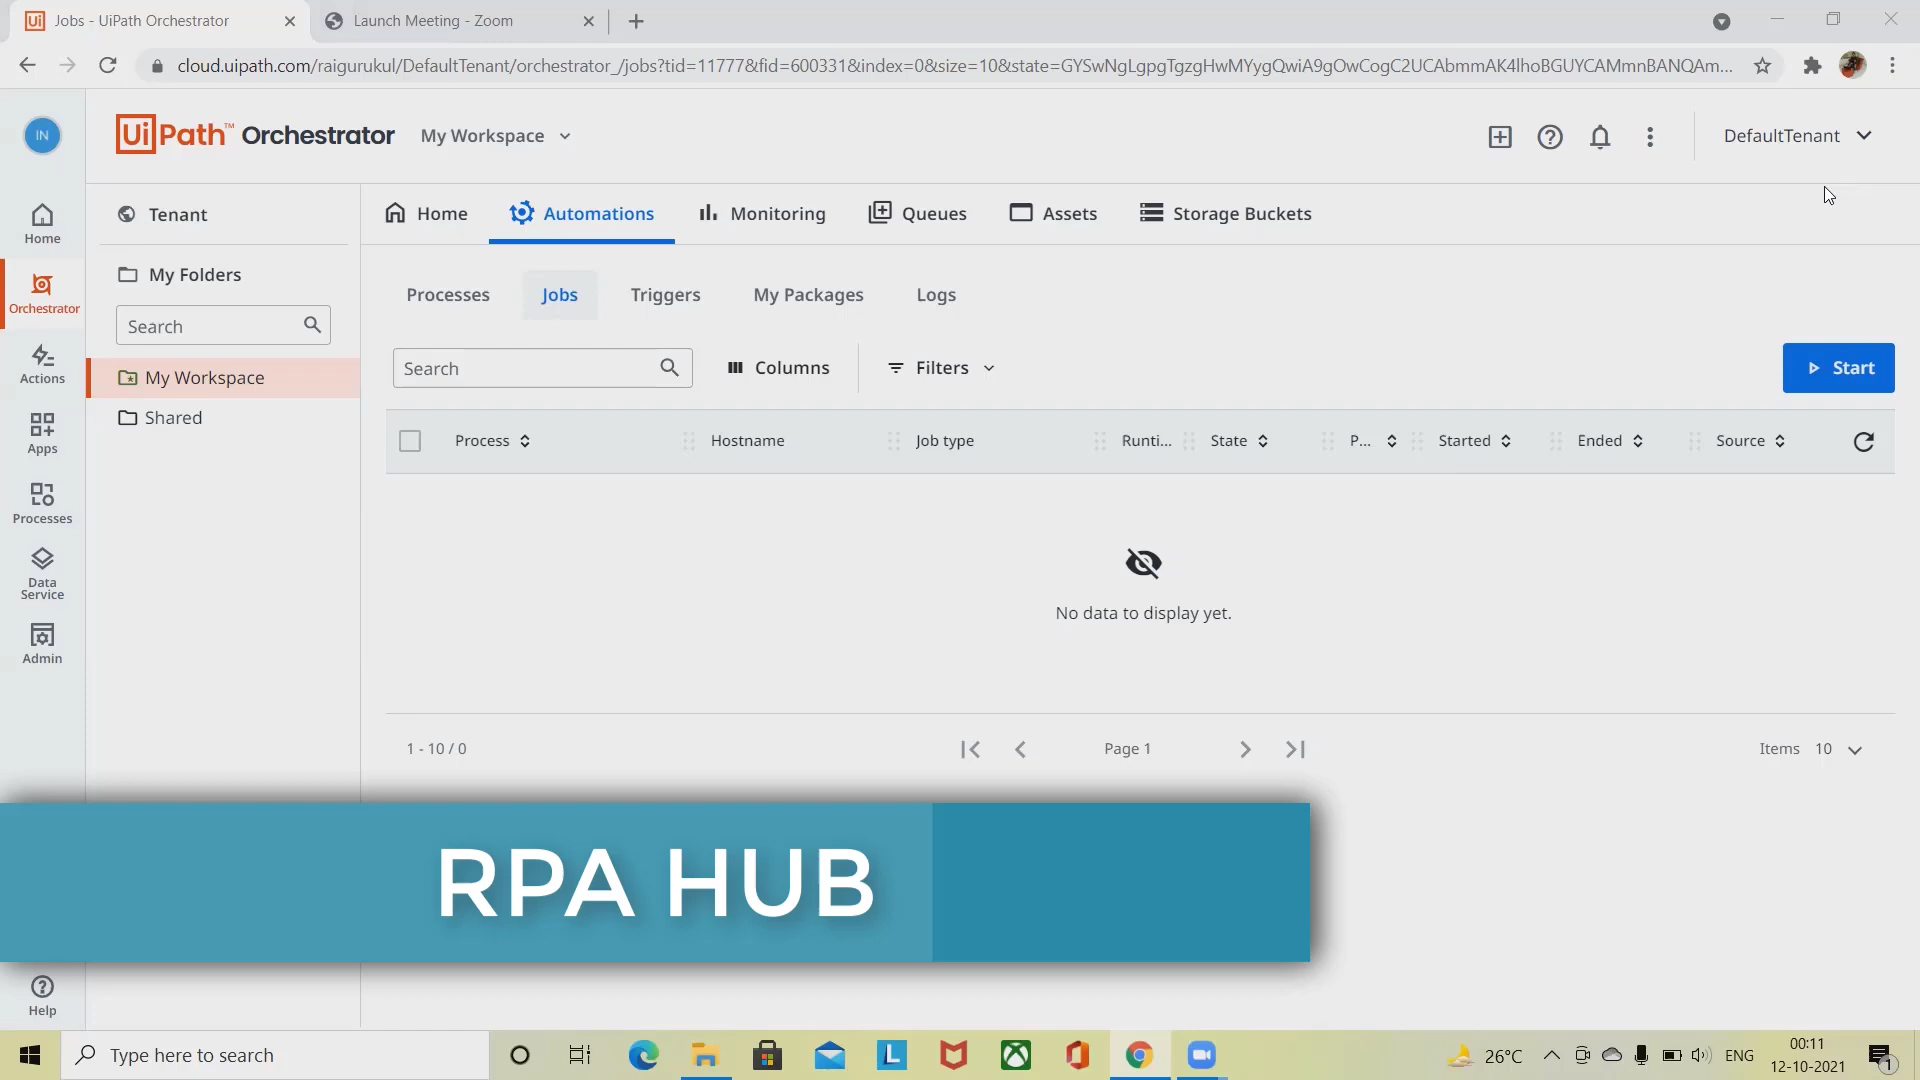 Jobs - UiPath Orchestrator
Launch Meeting - Zoom
cloud.uipath.com/raigurukul/DefaultTenant/orchestrator_/jobs?tid=11777&fid=600331&index=0&size=10&state=GYSwNgLgpgTgzgHwMYygQwiA9gOwCogC2UCAbmmAK4lhoBGUYCAMmnBANQAm...
IN
UiPath™ Orchestrator
My Workspace
DefaultTenant
Home
Orchestrator
Actions
Apps
Processes
Data
Service
Admin
Help
Tenant
My Folders
Search
My Workspace
Shared
Home
Automations
Monitoring
Queues
Assets
Storage Buckets
Processes
Jobs
Triggers
My Packages
Logs
Search
Columns
Filters
Start
Process
Hostname
Job type
Runti...
State
P...
Started
Ended
Source
No data to display yet.
1 - 10 / 0
Page 1
Items 10
RPA HUB
Type here to search
26°C
ENG
00:11
12-10-2021
1